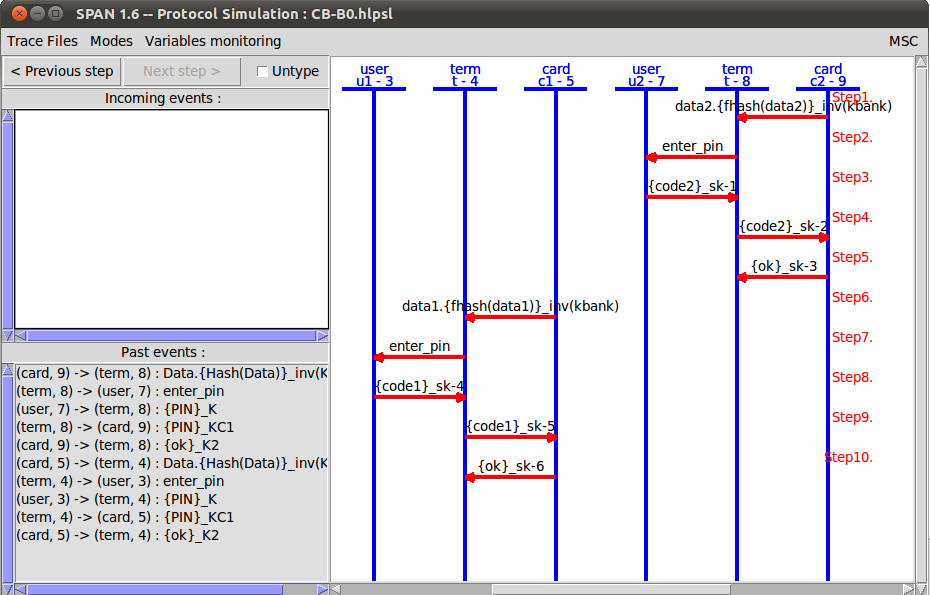 SPAN 1.6 -- Protocol Simulation : CB-B0.hlpsl
Trace Files Modes Variables monitoring MSC
< Previous step Next step > Untype
Incoming events :
Past events :
(card, 9) -> (term, 8) : Data.{Hash(Data)}_inv(K
(term, 8) -> (user, 7) : enter_pin
(user, 7) -> (term, 8) : {PIN}_K
(term, 8) -> (card, 9) : {PIN}_KC1
(card, 9) -> (term, 8) : {ok}_K2
(card, 5) -> (term, 4) : Data.{Hash(Data)}_inv(K
(term, 4) -> (user, 3) : enter_pin
(user, 3) -> (term, 4) : {PIN}_K
(term, 4) -> (card, 5) : {PIN}_KC1
(card, 5) -> (term, 4) : {ok}_K2
user term card user term card
u1 - 3 t - 4 c1 - 5 u2 - 7 t - 8 c2 - 9
Step1.
data2.{fhash(data2)}_inv(kbank)
Step2.
enter_pin
Step3.
{code2}_sk-1
Step4.
{code2}_sk-2
Step5.
{ok}_sk-3
Step6.
data1.{fhash(data1)}_inv(kbank)
Step7.
enter_pin
Step8.
{code1}_sk-4
Step9.
{code1}_sk-5
Step10.
{ok}_sk-6